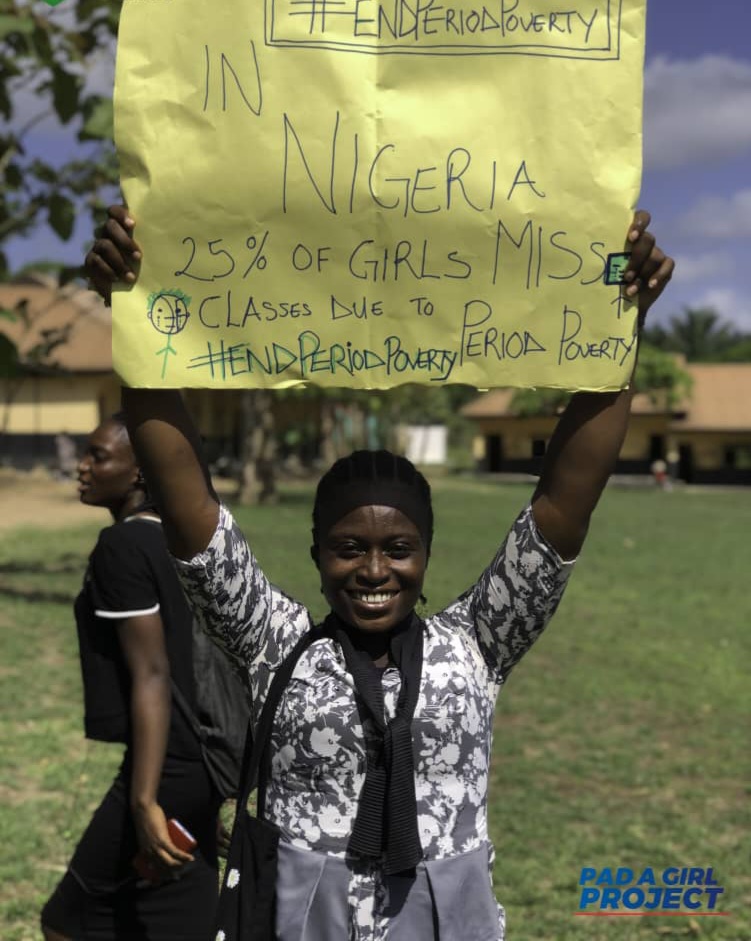 #ENDPERIODPOVERTY
IN
NIGERIA
25% OF GIRLS MISS
CLASSES DUE TO PERIOD POVERTY
#ENDPERIODPOVERTY
PAD A GIRL
PROJECT